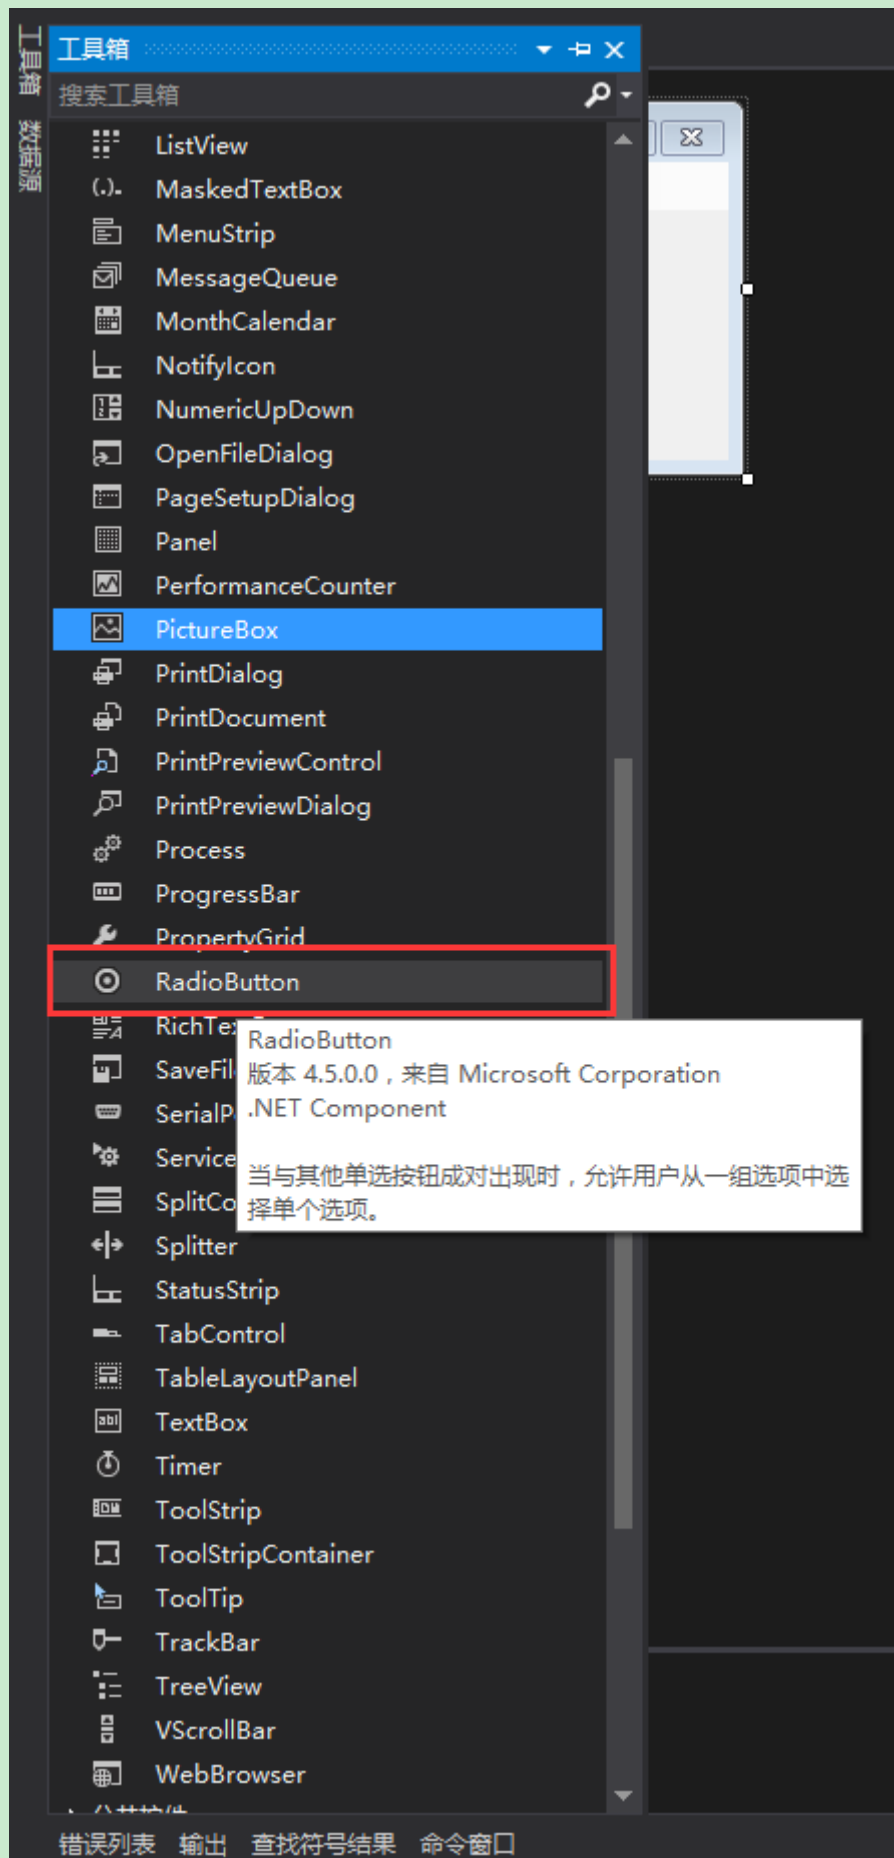 工具箱
数据源
工具箱
搜索工具箱
ListView
MaskedTextBox
MenuStrip
MessageQueue
MonthCalendar
NotifyIcon
NumericUpDown
OpenFileDialog
PageSetupDialog
Panel
PerformanceCounter
PictureBox
PrintDialog
PrintDocument
PrintPreviewControl
PrintPreviewDialog
Process
ProgressBar
PropertyGrid
RadioButton
RichTex
RadioButton
SaveFil
版本 4.5.0.0，来自 Microsoft Corporation
SerialP
.NET Component
Service
当与其他单选按钮成对出现时，允许用户从一组选项中选
SplitCo
择单个选项。
Splitter
StatusStrip
TabControl
TableLayoutPanel
TextBox
Timer
ToolStrip
ToolStripContainer
ToolTip
TrackBar
TreeView
VScrollBar
WebBrowser
错误列表 输出 查找符号结果 命令窗口